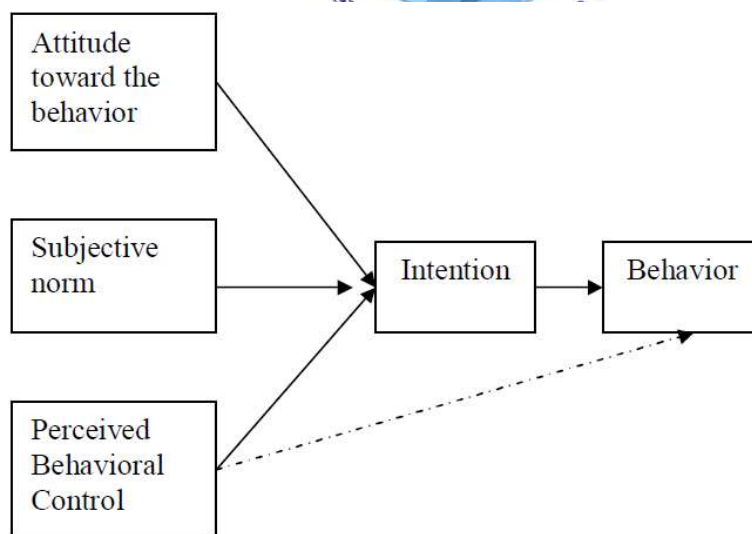 Attitude
toward the
behavior
Subjective
norm
Intention
Behavior
Perceived
Behavioral
Control